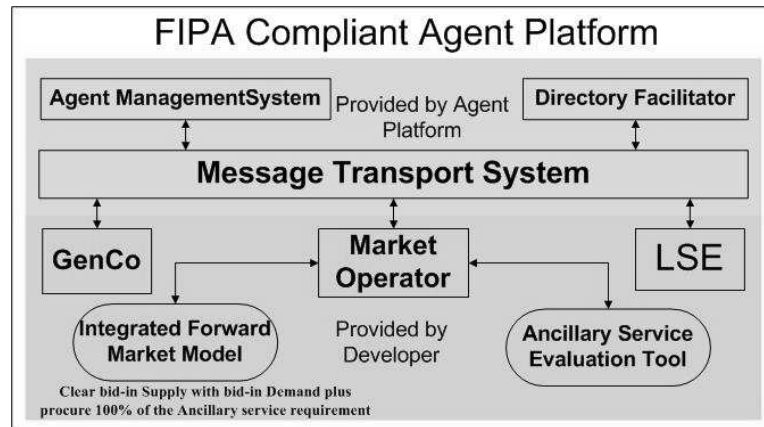 FIPA Compliant Agent Platform
Agent ManagementSystem
Provided by Agent
Platform
Directory Facilitator
Message Transport System
GenCo
Market
Operator
LSE
Integrated Forward
Market Model
Provided by
Developer
Ancillary Service
Evaluation Tool
Clear bid-in Supply with bid-in Demand plus
procure 100% of the Ancillary service requirement